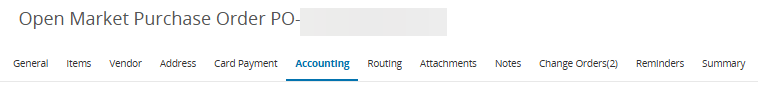 Open Market Purchase Order PO-
General Items Vendor Address Card Payment Accounting Routing Attachments Notes Change Orders(2) Reminders Summary